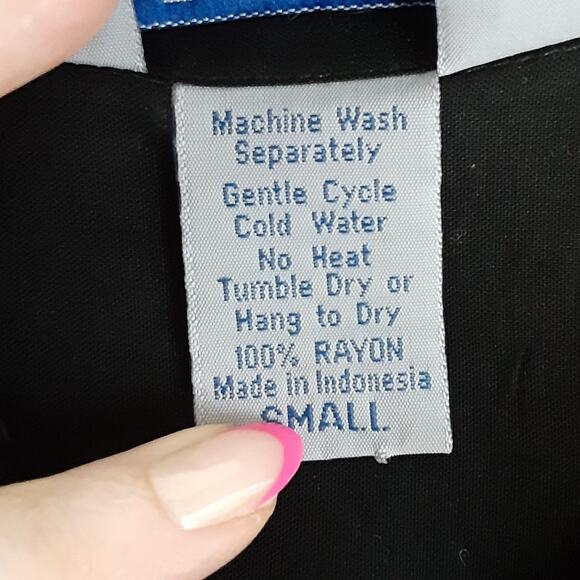 Machine Wash
Separately
Gentle Cycle
Cold Water
No Heat
Tumble Dry or
Hang to Dry
100% RAYON
Made in Indonesia
SMALL